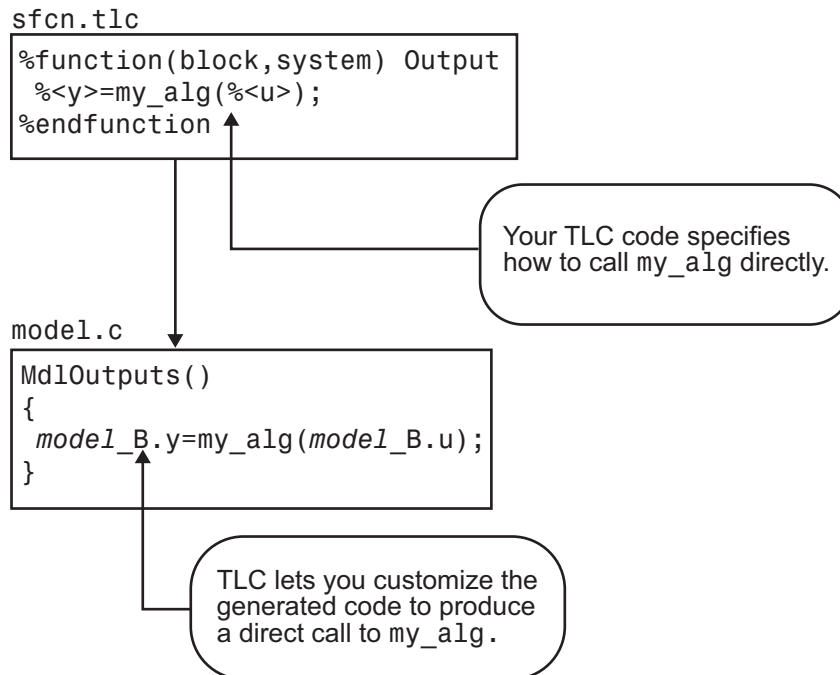 sfcn.tlc
%function(block,system) Output
%<y>=my_alg(%<u>);
%endfunction
Your TLC code specifies
how to call my_alg directly.
model.c
MdlOutputs()
{
model_B.y=my_alg(model_B.u);
}
TLC lets you customize the
generated code to produce
a direct call to my_alg.